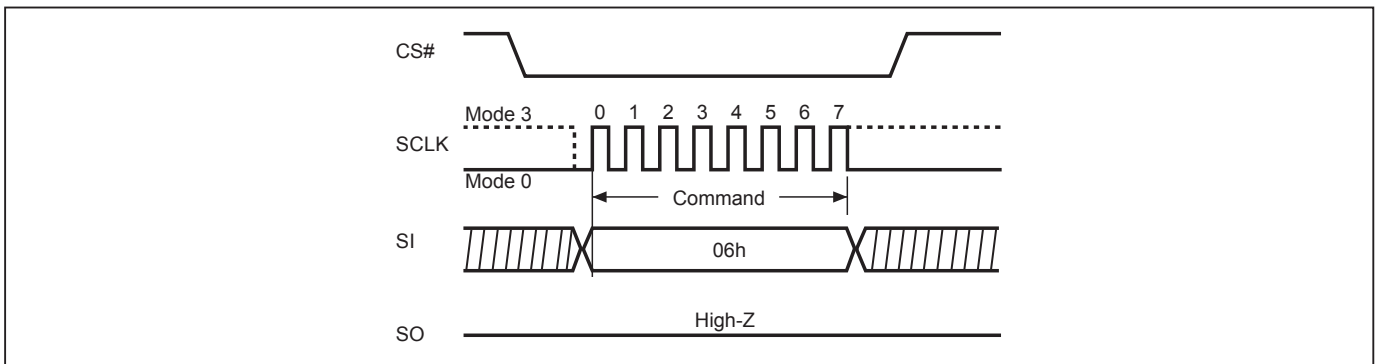 CS#
Mode 3
0 1 2 3 4 5 6 7
SCLK
Mode 0
Command
SI
06h
High-Z
SO